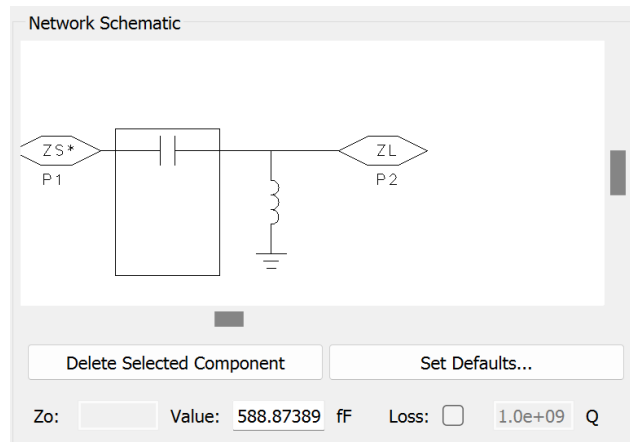 Network Schematic
ZS* ZL
P1 P2
Delete Selected Component Set Defaults...
Zo: Value: 588.87389 fF Loss: 1.0e+09 Q